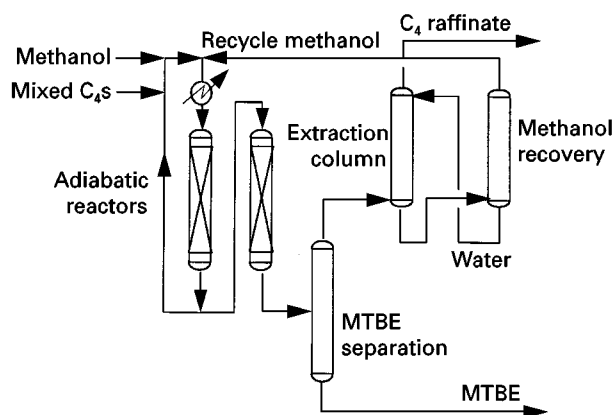 C₄ raffinate
Methanol
Recycle methanol
Mixed C₄s
Extraction
column
Methanol
recovery
Adiabatic
reactors
Water
MTBE
separation
MTBE